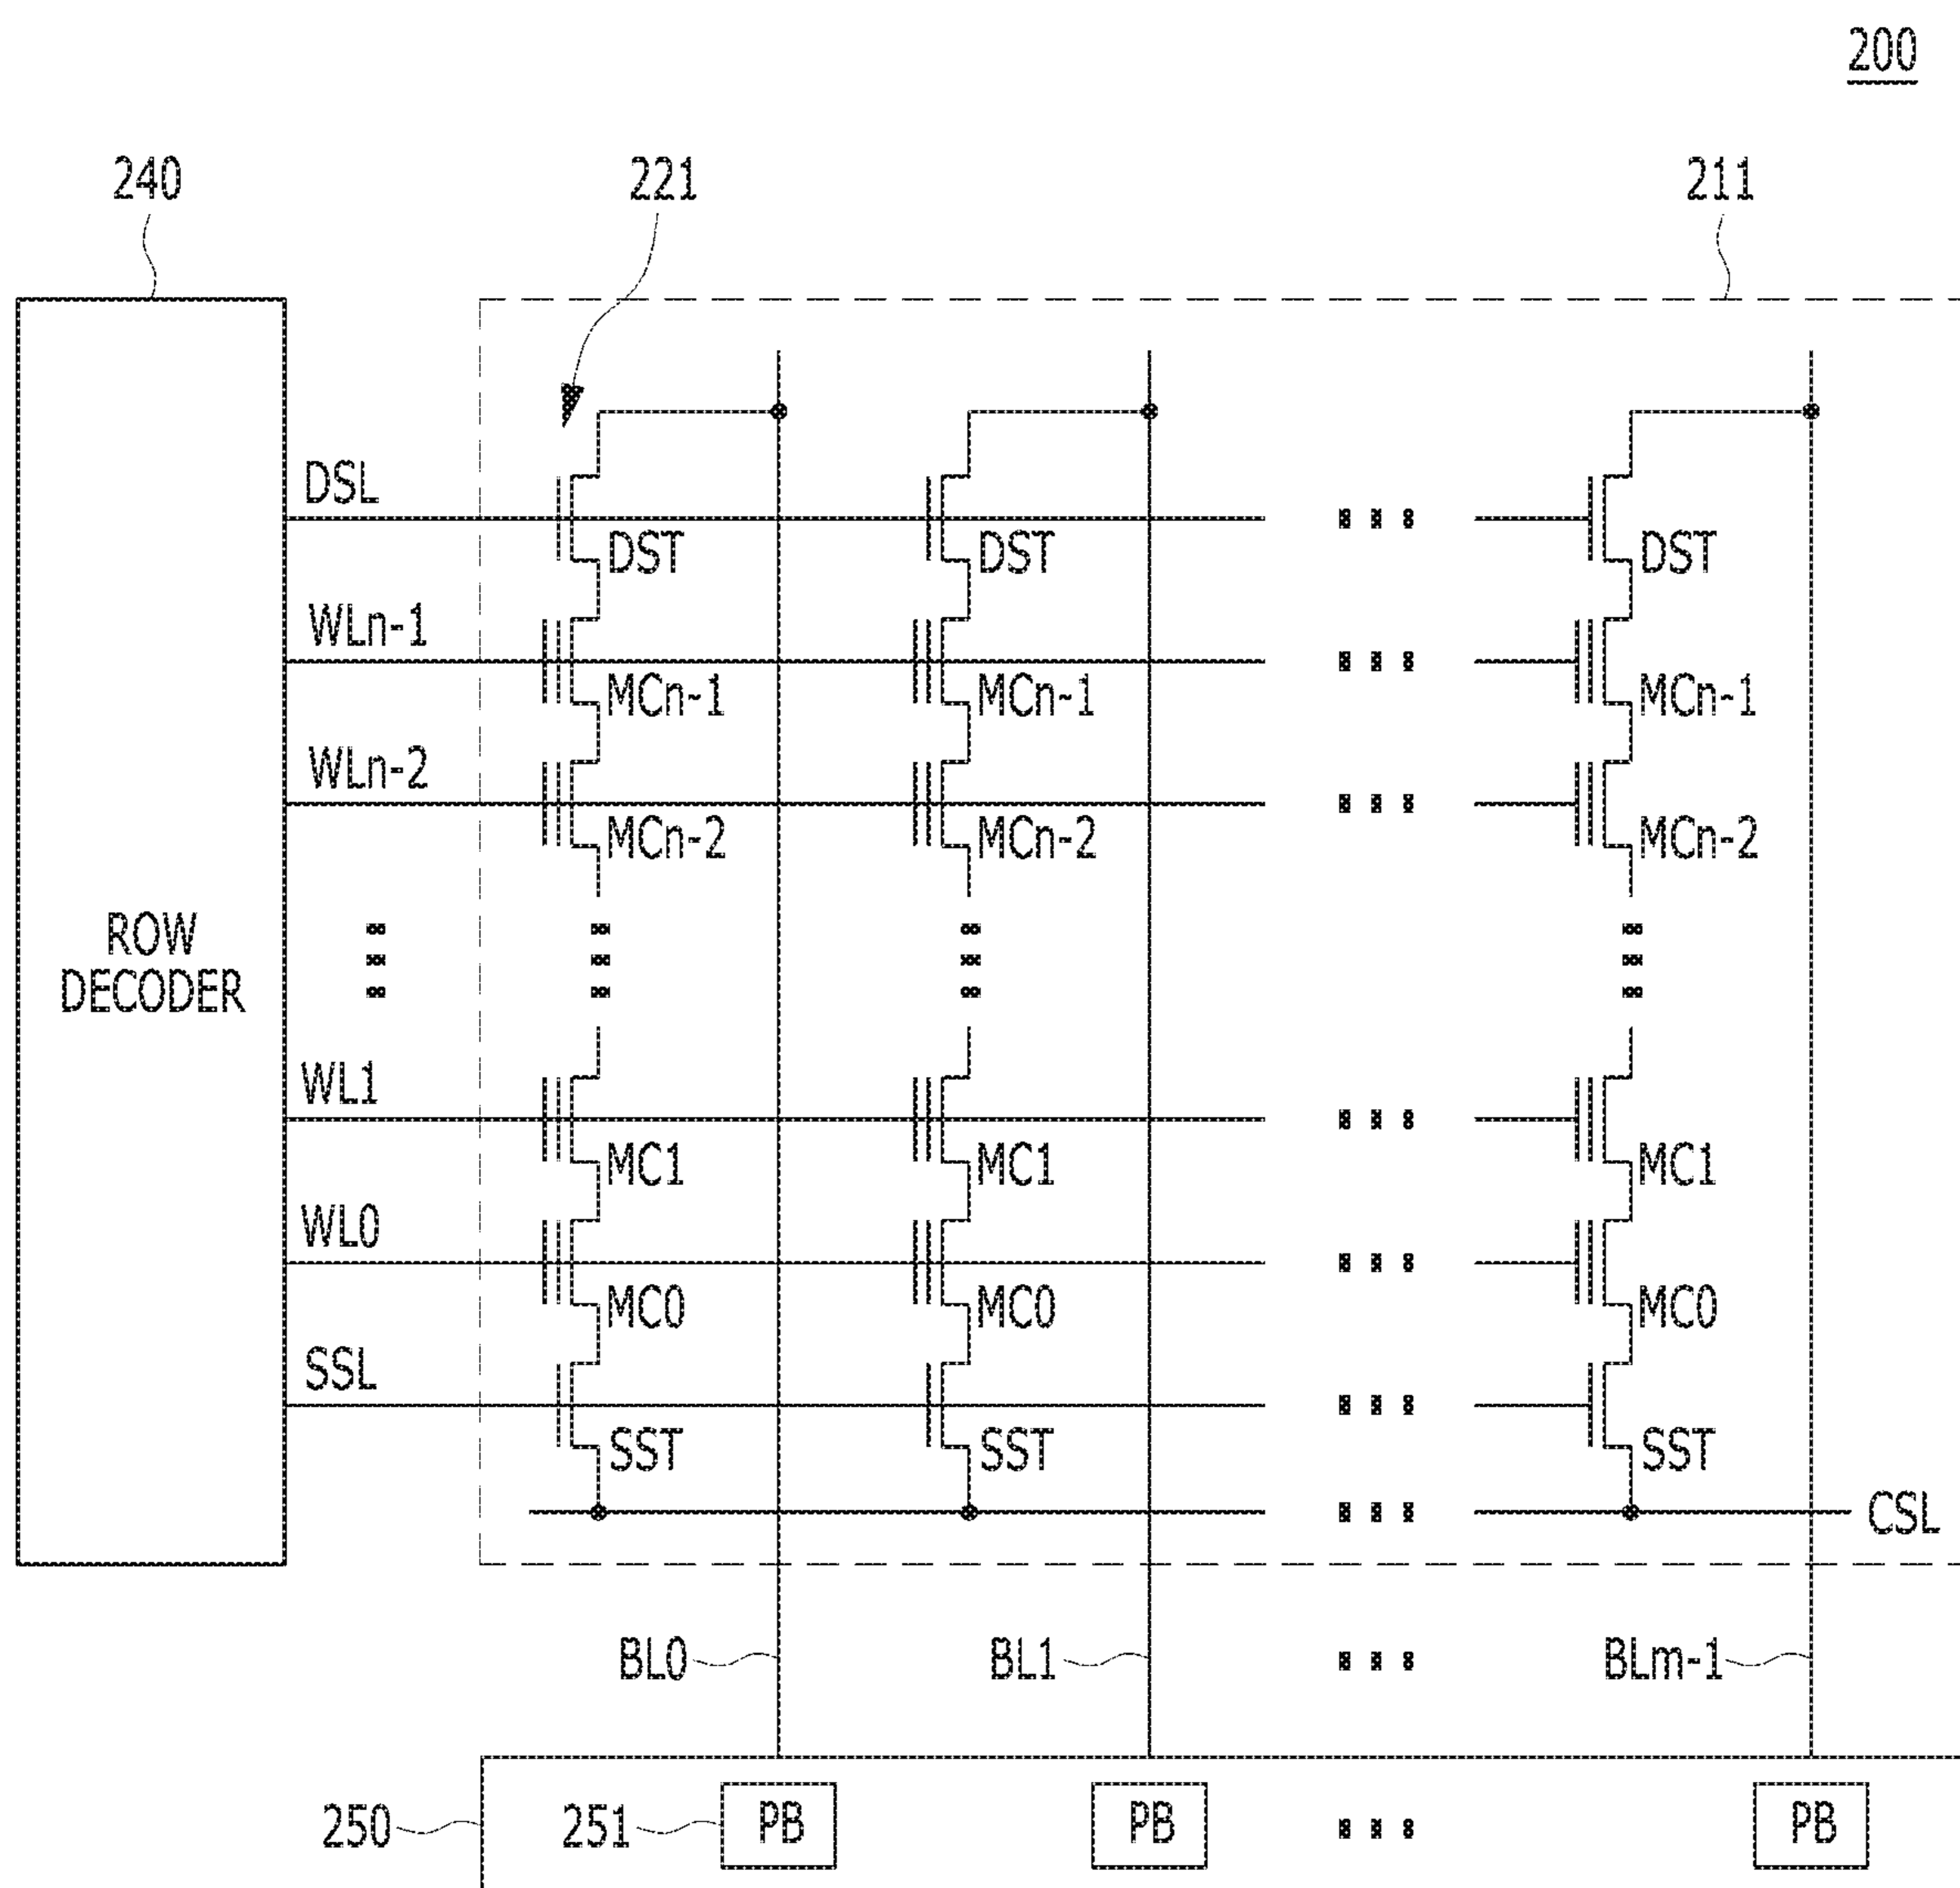 200
240
221
211
DSL
DST
DST
DST
WLn-1
MCn-1
MCn-1
MCn-1
WLn-2
MCn-2
MCn-2
MCn-2
ROW
DECODER
WL1
MC1
MC1
MC1
WL0
MC0
MC0
MC0
SSL
SST
SST
SST
CSL
BL0
BL1
BLm-1
250
251
PB
PB
PB